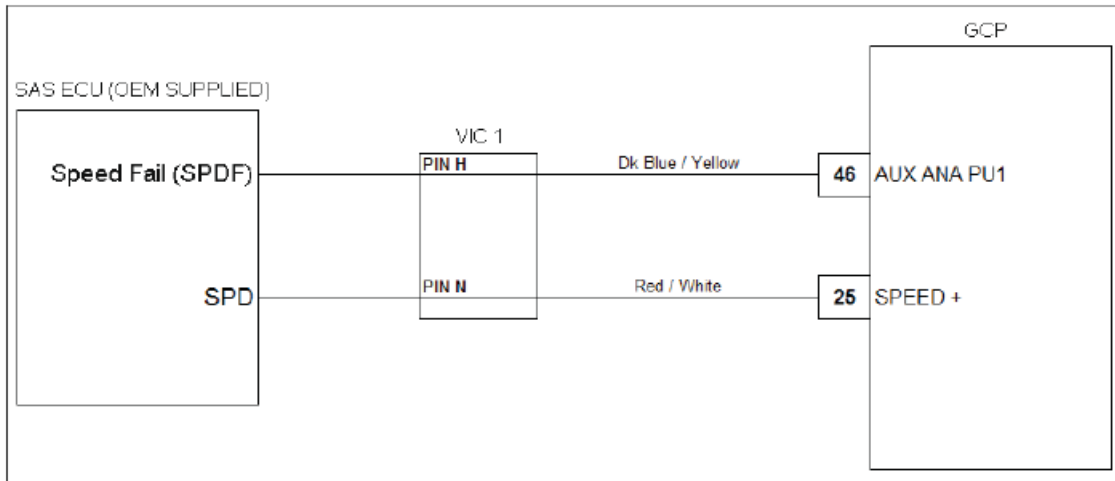 GCP
SAS ECU (OEM SUPPLIED)
VIC 1
Speed Fail (SPDF)
PIN H
Dk Blue / Yellow
46
AUX ANA PU1
SPD
PIN N
Red / White
25
SPEED +